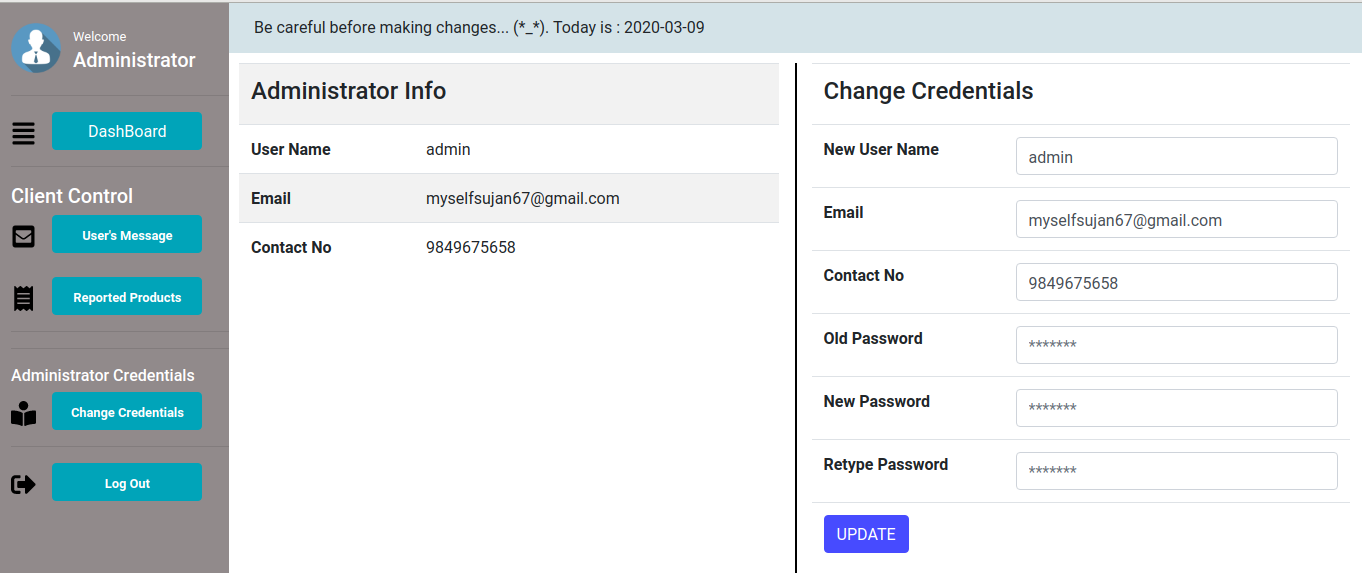 Welcome
Administrator
DashBoard
Client Control
User's Message
Reported Products
Administrator Credentials
Change Credentials
Log Out
Be careful before making changes... (*_*). Today is : 2020-03-09
Administrator Info
User Name admin
Email myselfsujan67@gmail.com
Contact No 9849675658
Change Credentials
New User Name admin
Email myselfsujan67@gmail.com
Contact No 9849675658
Old Password *******
New Password *******
Retype Password *******
UPDATE